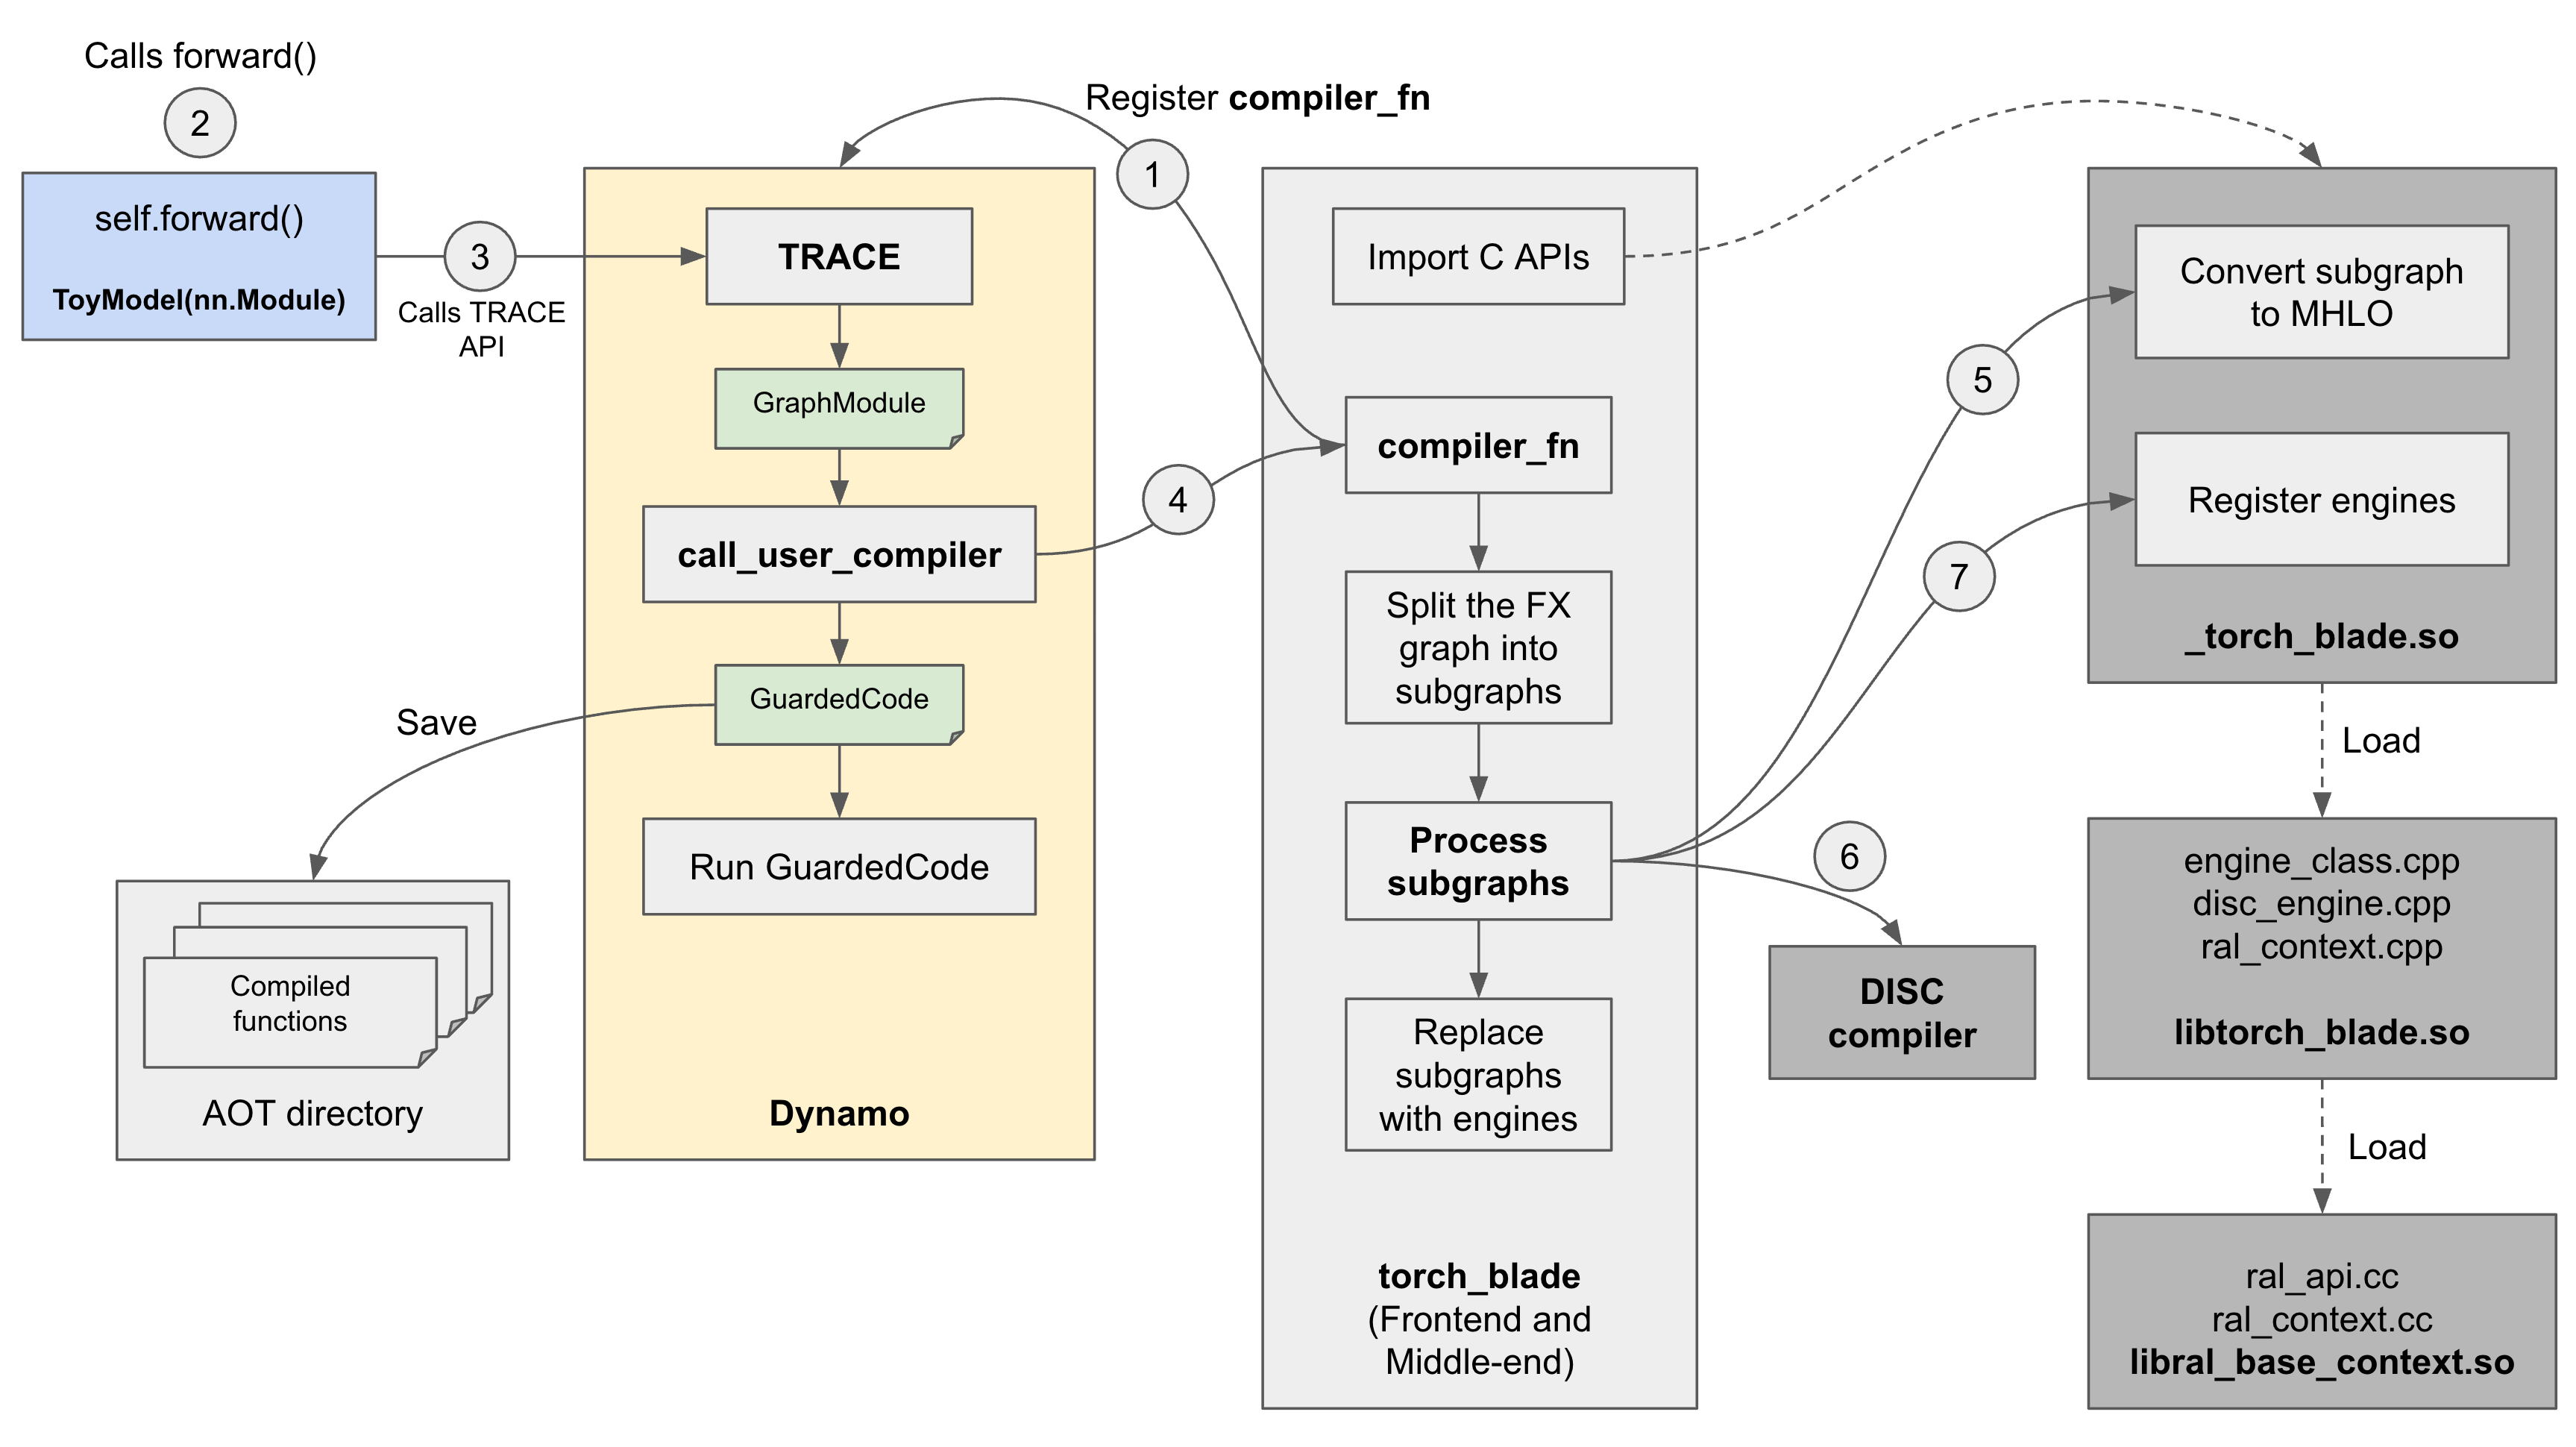 Calls forward()
2
self.forward()
ToyModel(nn.Module)
3
Calls TRACE
API
Register compiler_fn
1
TRACE
GraphModule
call_user_compiler
4
GuardedCode
Save
Run GuardedCode
Dynamo
Compiled
functions
AOT directory
Import C APIs
compiler_fn
Split the FX
graph into
subgraphs
Process
subgraphs
Replace
subgraphs
with engines
torch_blade
(Frontend and
Middle-end)
5
7
6
DISC
compiler
Convert subgraph
to MHLO
Register engines
_torch_blade.so
Load
engine_class.cpp
disc_engine.cpp
ral_context.cpp
libtorch_blade.so
Load
ral_api.cc
ral_context.cc
libral_base_context.so